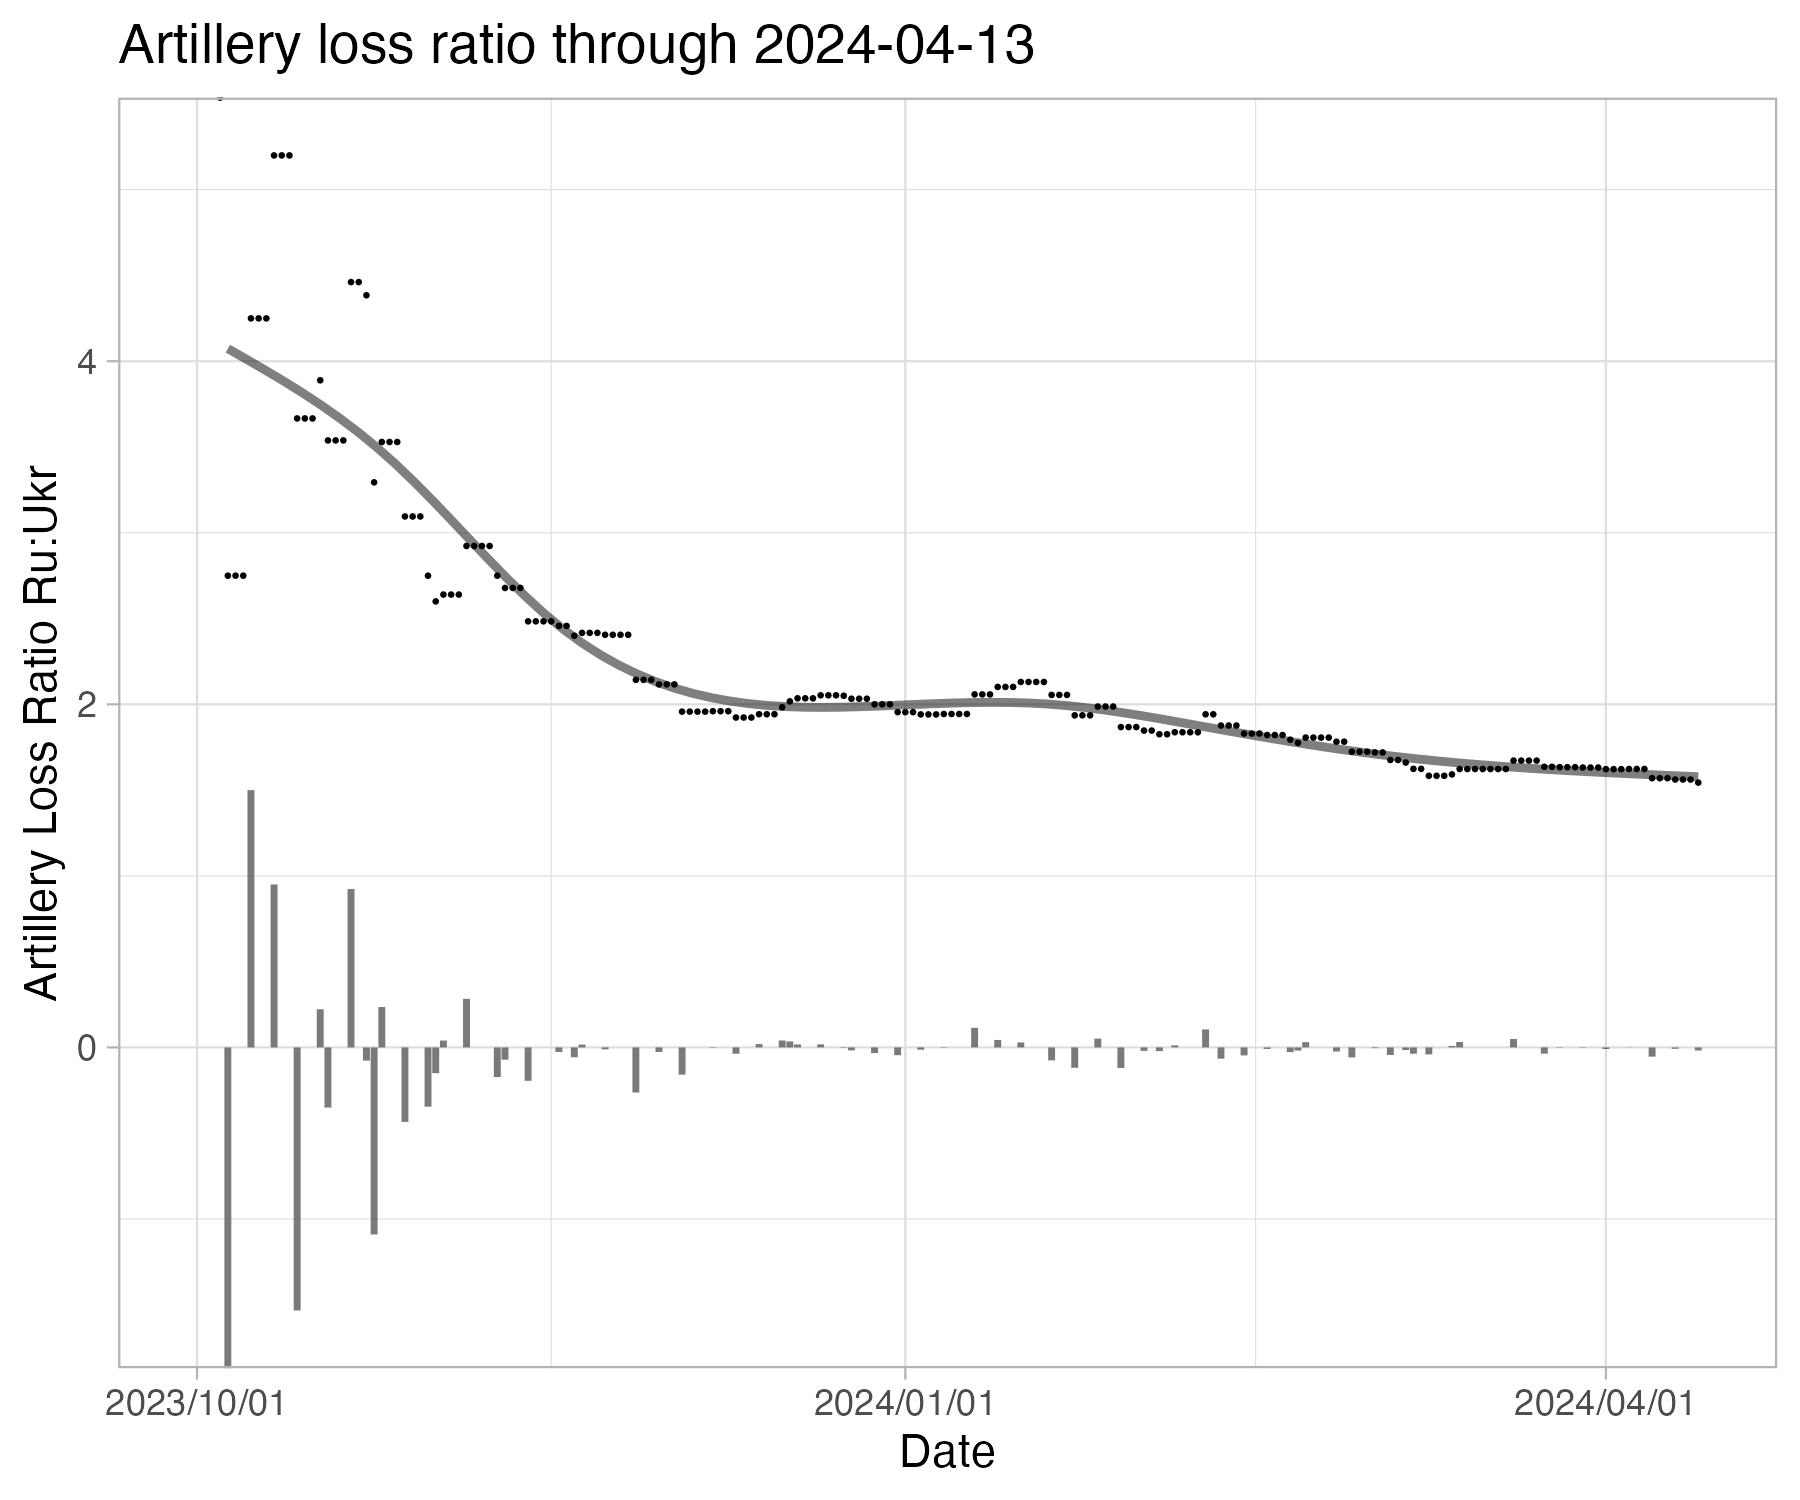 Artillery loss ratio through 2024-04-13
Artillery Loss Ratio Ru:Ukr
4
2
0
2023/10/01
2024/01/01
2024/04/01
Date